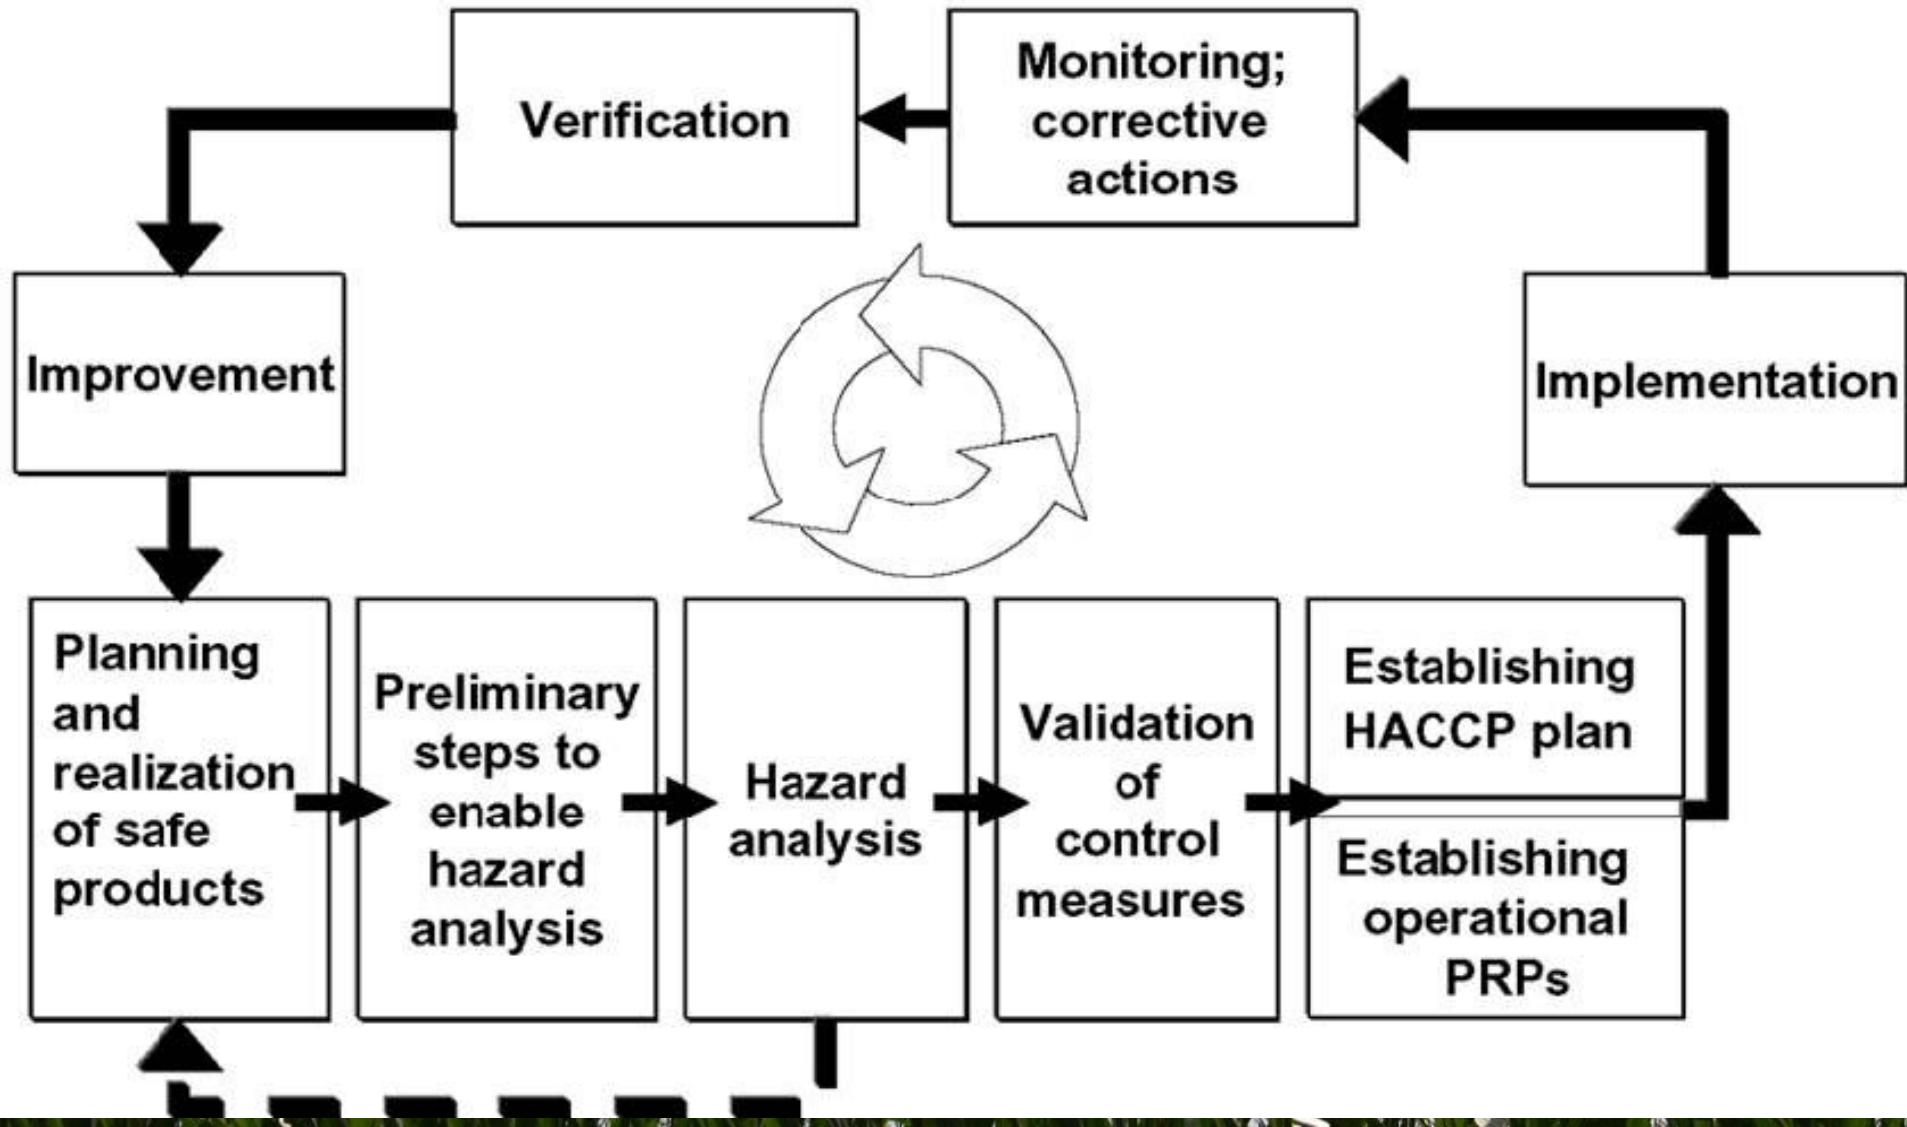 Verification
Monitoring;
corrective
actions
Improvement
Implementation
Planning
and
realization
of safe
products
Preliminary
steps to
enable
hazard
analysis
Hazard
analysis
Validation
of
control
measures
Establishing
HACCP plan
Establishing
operational
PRPs